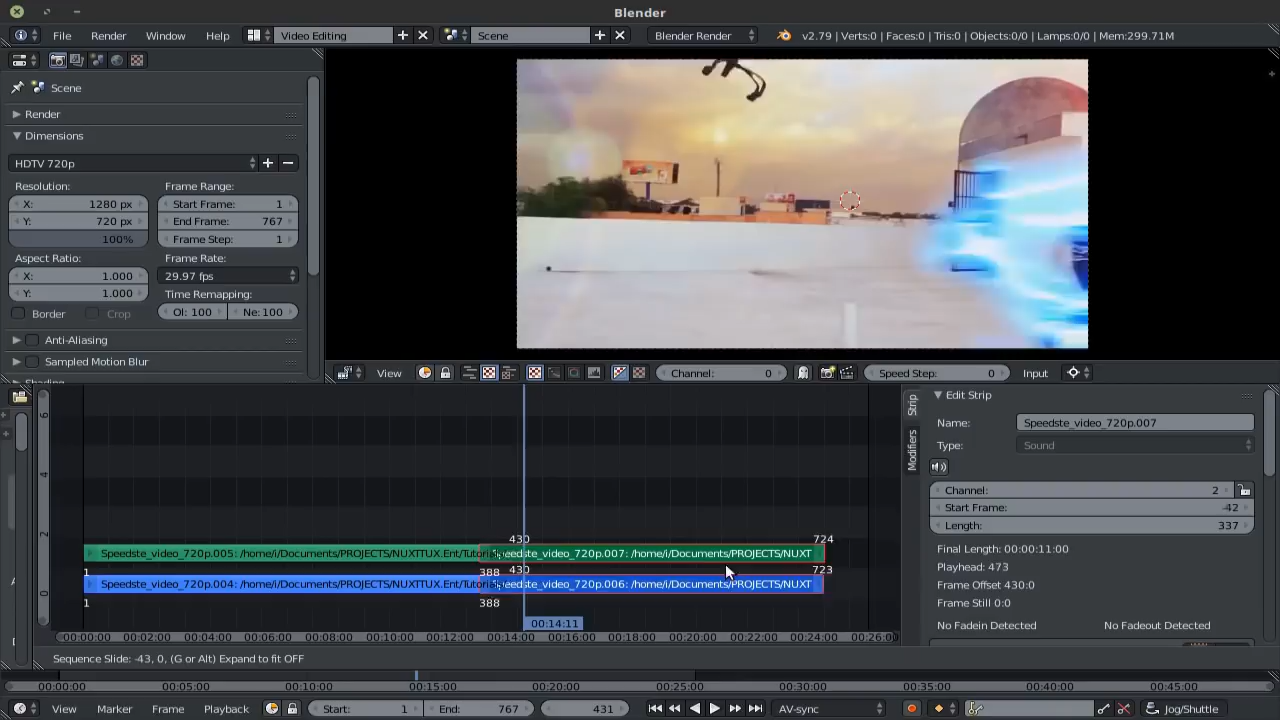 Blender
File Render Window Help Video Editing Scene Blender Render v2.79 | Verts:0 | Faces:0 | Tris:0 | Objects:0/0 | Lamps:0/0 | Mem:299.71M
Scene
Render
Dimensions
HDTV 720p
Resolution: Frame Range:
X: 1280 px Start Frame: 1
Y: 720 px End Frame: 767
100% Frame Step: 1
Aspect Ratio: Frame Rate:
X: 1.000 29.97 fps
Y: 1.000 Time Remapping:
Border Crop Ol: 100 Ne: 100
Anti-Aliasing
Sampled Motion Blur
Shading
View Channel: 0 Speed Step: 0 Input
6
4
2
0
430 724
Speedste_video_720p.005: /home/i/Documents/PROJECTS/NUXTTUX.Ent/Tutori
Speedste_video_720p.007: /home/i/Documents/PROJECTS/NUXT
1 388 430 723
Speedste_video_720p.004: /home/i/Documents/PROJECTS/NUXTTUX.Ent/Tutori
Speedste_video_720p.006: /home/i/Documents/PROJECTS/NUXT
1 388
00:14:11
00:00:00 00:02:00 00:04:00 00:06:00 00:08:00 00:10:00 00:12:00 00:14:00 00:16:00 00:18:00 00:20:00 00:22:00 00:24:00 00:26:0
Strip
Modifiers
Edit Strip
Name: Speedste_video_720p.007
Type: Sound
Channel: 2
Start Frame: -42
Length: 337
Final Length: 00:00:11:00
Playhead: 473
Frame Offset 430:0
Frame Still 0:0
No Fadein Detected No Fadeout Detected
Sequence Slide: -43, 0, (G or Alt) Expand to fit OFF
00:00:00 00:05:00 00:10:00 00:15:00 00:20:00 00:25:00 00:30:00 00:35:00 00:40:00 00:45:00
View Marker Frame Playback Start: 1 End: 767 431 AV-sync Jog/Shuttle